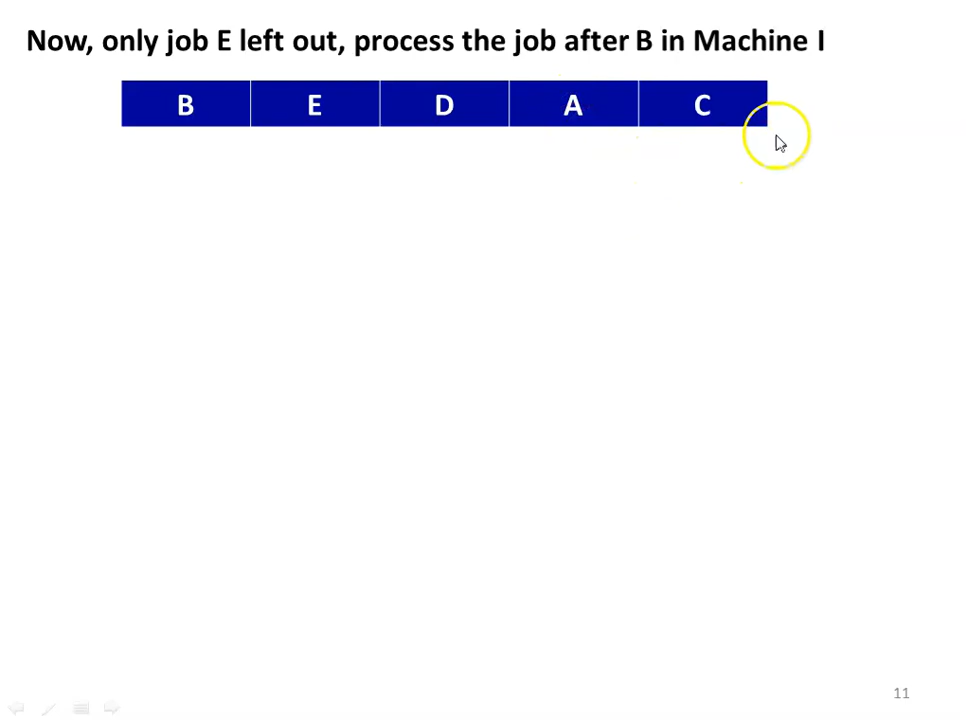 Now, only job E left out, process the job after B in Machine I
B E D A C
11